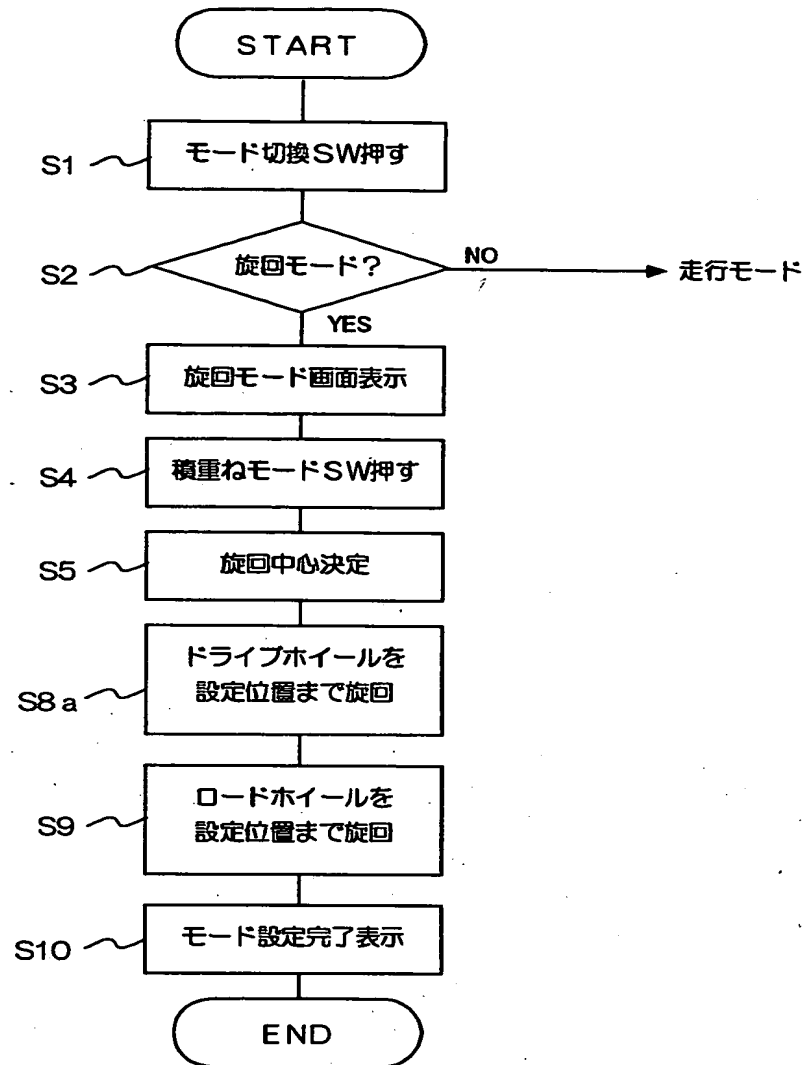 START
S1
モード切換SW押す
S2
旋回モード？
NO
走行モード
YES
S3
旋回モード画面表示
S4
積重ねモードSW押す
S5
旋回中心決定
S8a
ドライブホイールを
設定位置まで旋回
S9
ロードホイールを
設定位置まで旋回
S10
モード設定完了表示
END